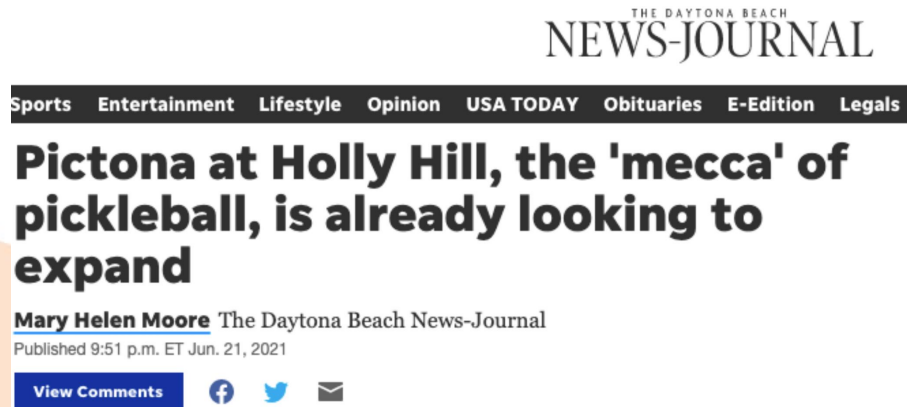 THE DAYTONA BEACH
NEWS-JOURNAL
Sports Entertainment Lifestyle Opinion USA TODAY Obituaries E-Edition Legals
Pictona at Holly Hill, the 'mecca' of
pickleball, is already looking to
expand
Mary Helen Moore The Daytona Beach News-Journal
Published 9:51 p.m. ET Jun. 21, 2021
View Comments